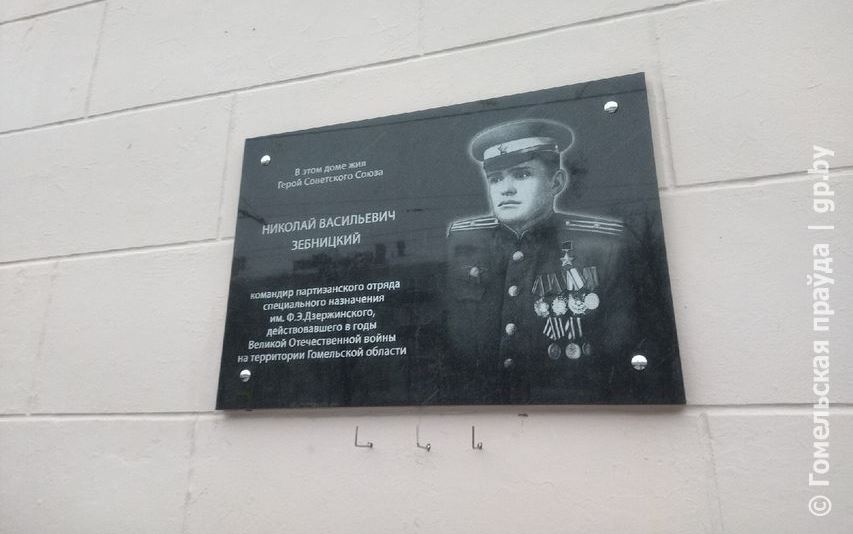 В этом доме жил
Герой Советского Союза
НИКОЛАЙ ВАСИЛЬЕВИЧ
ЗЕБНИЦКИЙ
командир партизанского отряда
специального назначения
им. Ф.Э.Дзержинского,
действовавшего в годы
Великой Отечественной войны
на территории Гомельской области
© Гомельская праўда | gp.by